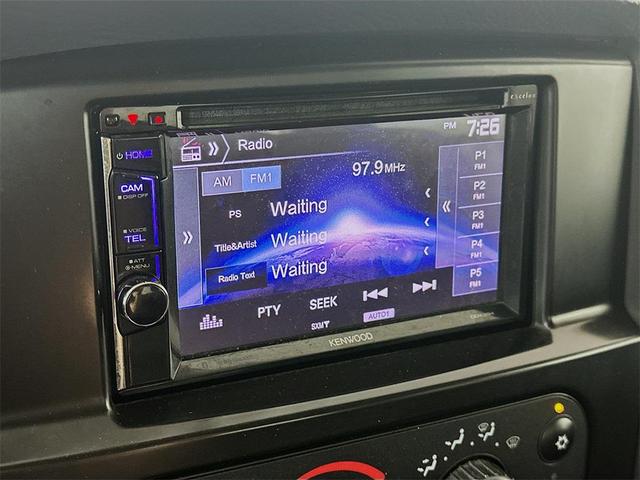 excelon
PM 7:26
Radio
HOME
97.9 MHz
AM FM1
P1
FM1
CAM
DISP OFF
PS Waiting
P2
FM1
P3
FM1
VOICE
TEL
Title&Artist Waiting
P4
FM1
ATT
MENU
Radio Text Waiting
P5
FM1
PTY SEEK
SXM T
AUTO1
KENWOOD